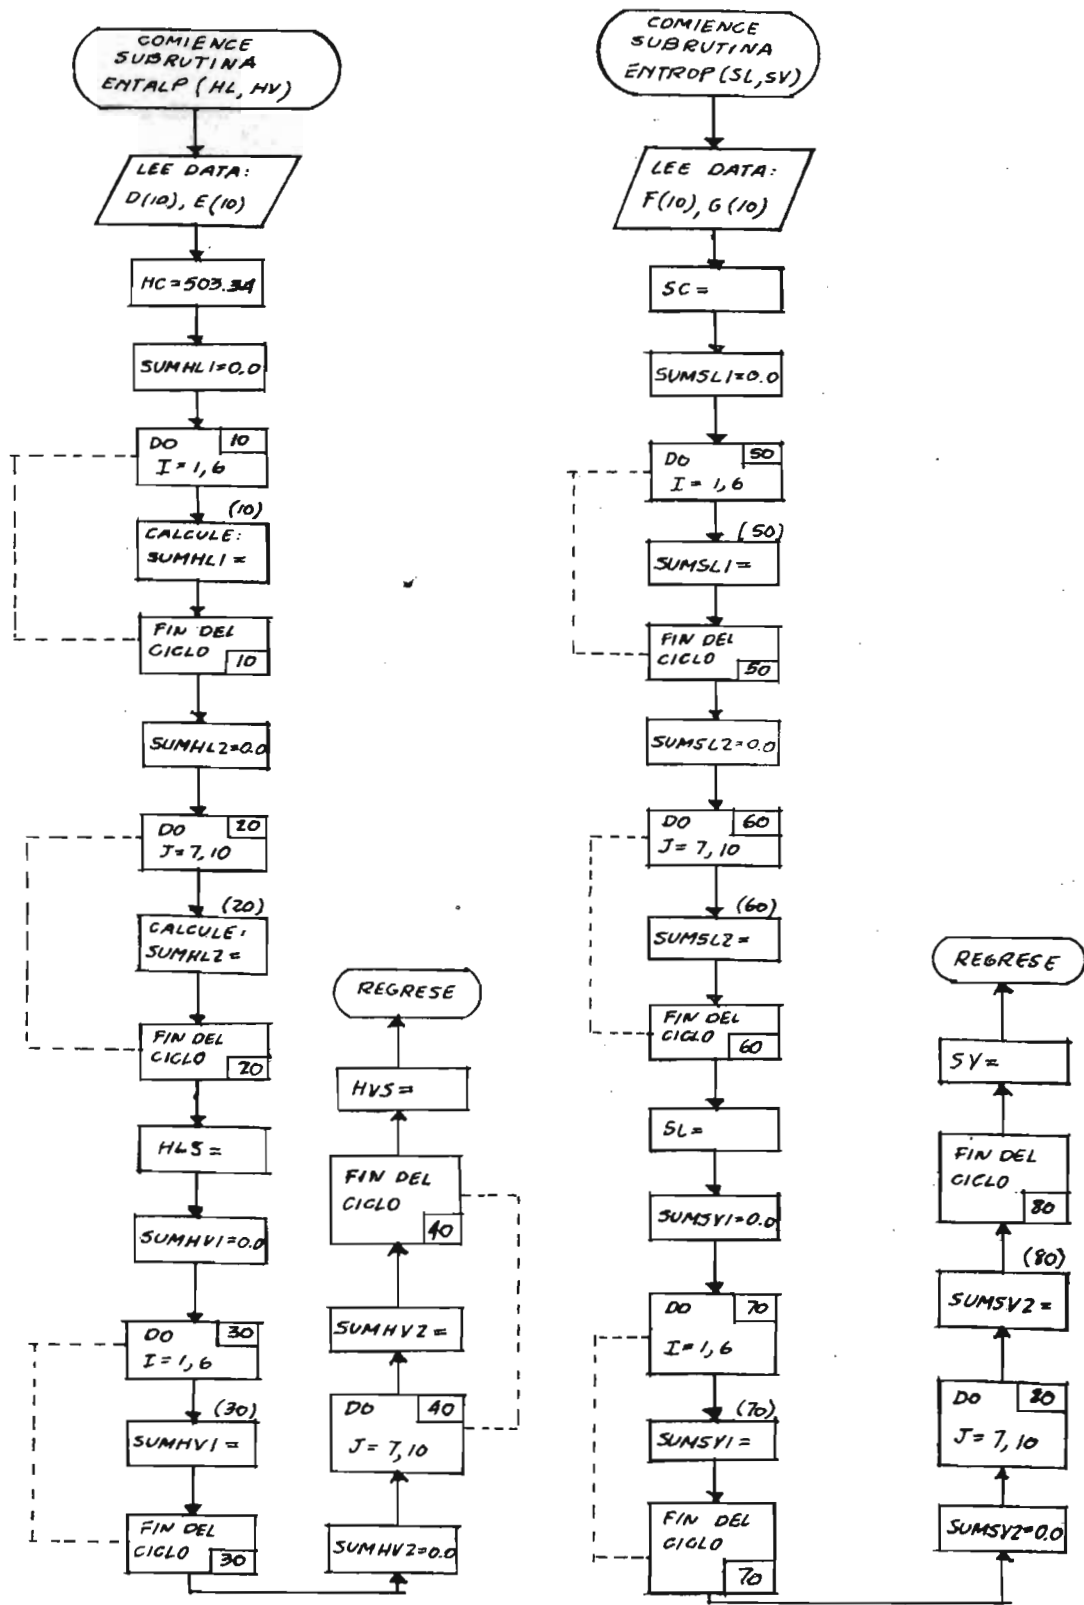 COMIENCE
SUBRUTINA
ENTALP (HL, HV)
LEE DATA:
D(10), E(10)
HC=503.34
SUMHL1=0.0
DO 10
I=1,6
(10)
CALCULE:
SUMHL1=
FIN DEL
CICLO
10
SUMHL2=0.0
DO 20
J=7,10
(20)
CALCULE:
SUMHL2=
FIN DEL
CICLO
20
HLS=
SUMHV1=0.0
DO 30
I=1,6
(30)
SUMHV1=
FIN DEL
CICLO
30
SUMHV2=0.0
DO 40
J=7,10
SUMHV2=
FIN DEL
CICLO
40
HVS=
REGRESE
COMIENCE
SUBRUTINA
ENTROP (SL,SV)
LEE DATA:
F(10), G(10)
SC=
SUMSL1=0.0
DO 50
I=1,6
(50)
SUMSL1=
FIN DEL
CICLO
50
SUMSL2=0.0
DO 60
J=7,10
(60)
SUMSL2=
FIN DEL
CICLO
60
SL=
SUMSV1=0.0
DO 70
I=1,6
(70)
SUMSV1=
FIN DEL
CICLO
70
SUMSV2=0.0
DO 80
J=7,10
SUMSV2=
(80)
FIN DEL
CICLO
80
SV=
REGRESE